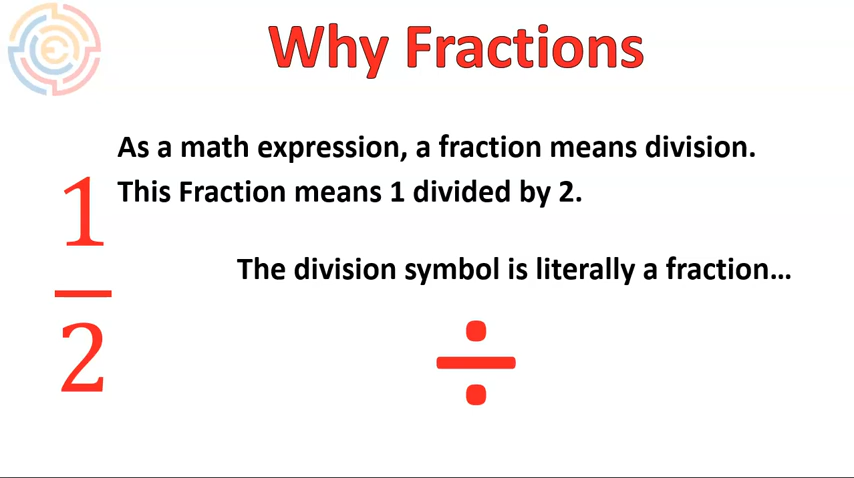 Why Fractions
As a math expression, a fraction means division.
This Fraction means 1 divided by 2.
1
2
The division symbol is literally a fraction...
÷